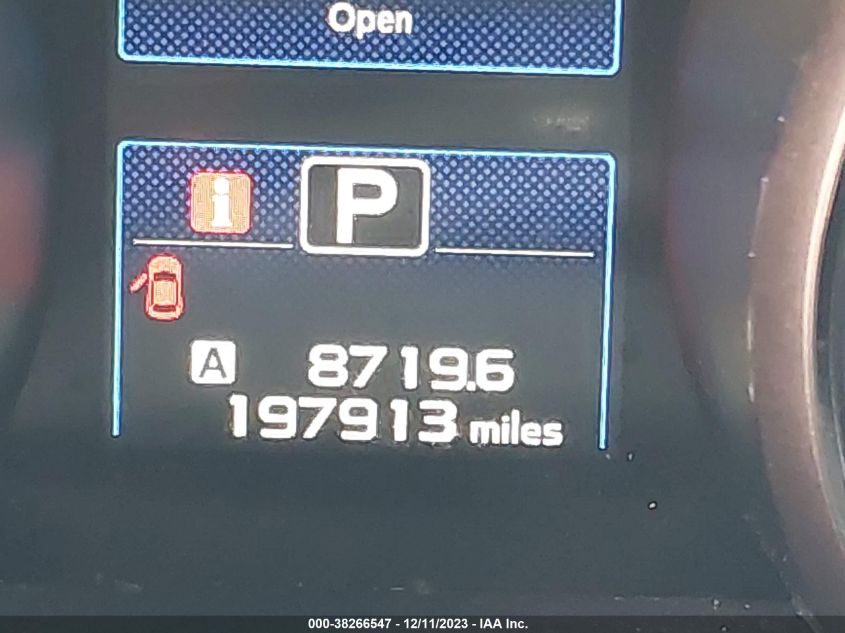 Open
i P
A 8719.6
197913 miles
000-38266547 - 12/11/2023 - IAA Inc.